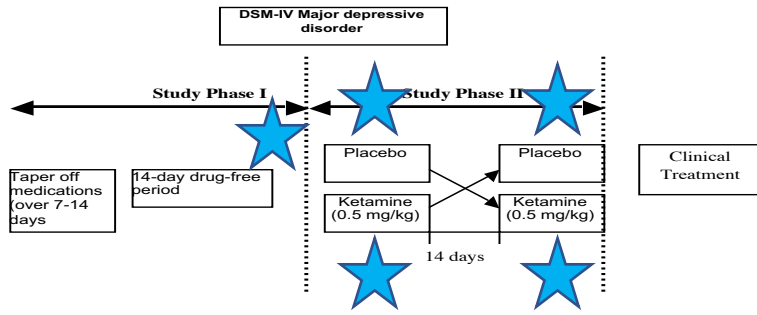 DSM-IV Major depressive
disorder
Study Phase I
Study Phase II
Taper off
medications
(over 7-14
days
14-day drug-free
period
Placebo
Placebo
Ketamine
(0.5 mg/kg)
Ketamine
(0.5 mg/kg)
14 days
Clinical
Treatment